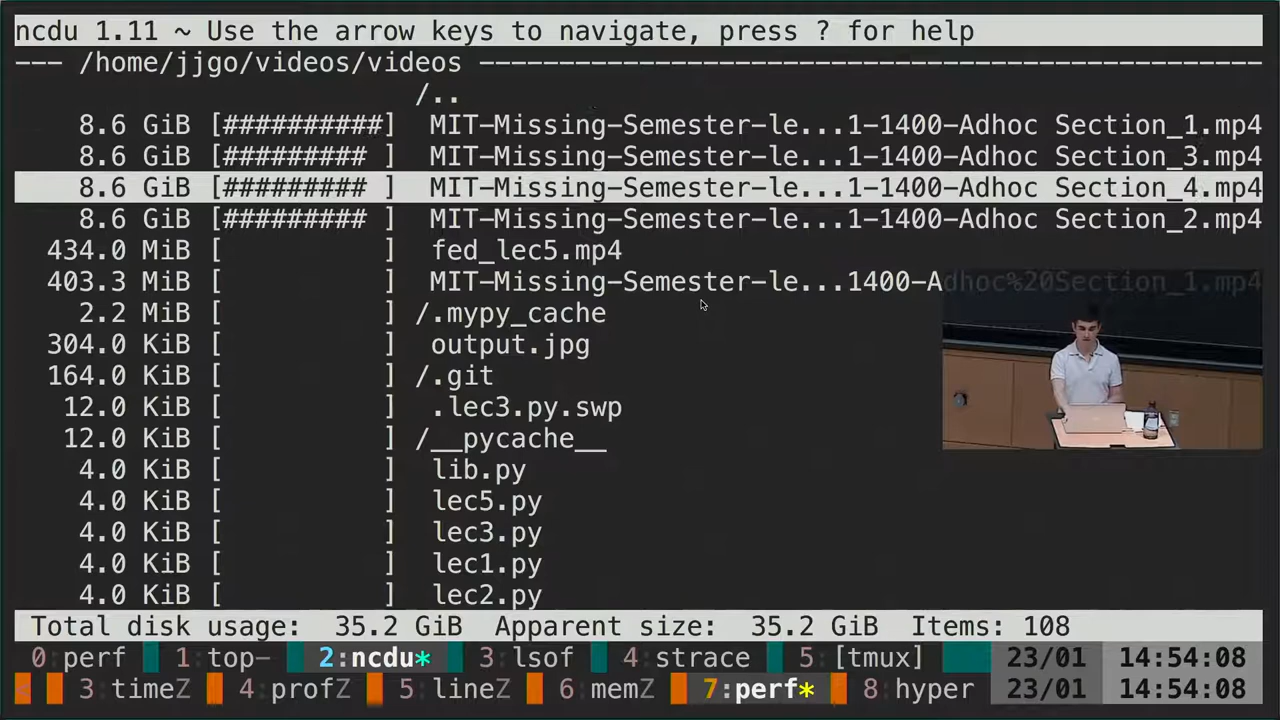 ncdu 1.11 ~ Use the arrow keys to navigate, press ? for help
--- /home/jjgo/videos/videos -------------------------------------------------
/..
8.6 GiB [##########] MIT-Missing-Semester-le...1-1400-Adhoc Section_1.mp4
8.6 GiB [######### ] MIT-Missing-Semester-le...1-1400-Adhoc Section_3.mp4
8.6 GiB [######### ] MIT-Missing-Semester-le...1-1400-Adhoc Section_4.mp4
8.6 GiB [######### ] MIT-Missing-Semester-le...1-1400-Adhoc Section_2.mp4
434.0 MiB [          ] fed_lec5.mp4
403.3 MiB [          ] MIT-Missing-Semester-le...1400-Adhoc%20Section_1.mp4
2.2 MiB [          ] /.mypy_cache
304.0 KiB [          ] output.jpg
164.0 KiB [          ] /.git
12.0 KiB [          ] .lec3.py.swp
12.0 KiB [          ] /__pycache__
4.0 KiB [          ] lib.py
4.0 KiB [          ] lec5.py
4.0 KiB [          ] lec3.py
4.0 KiB [          ] lec1.py
4.0 KiB [          ] lec2.py
Total disk usage: 35.2 GiB Apparent size: 35.2 GiB Items: 108
0:perf 1:top- 2:ncdu* 3:lsof 4:strace 5:[tmux] 23/01 14:54:08
< 3:timeZ 4:profZ 5:lineZ 6:memZ 7:perf* 8:hyper 23/01 14:54:08